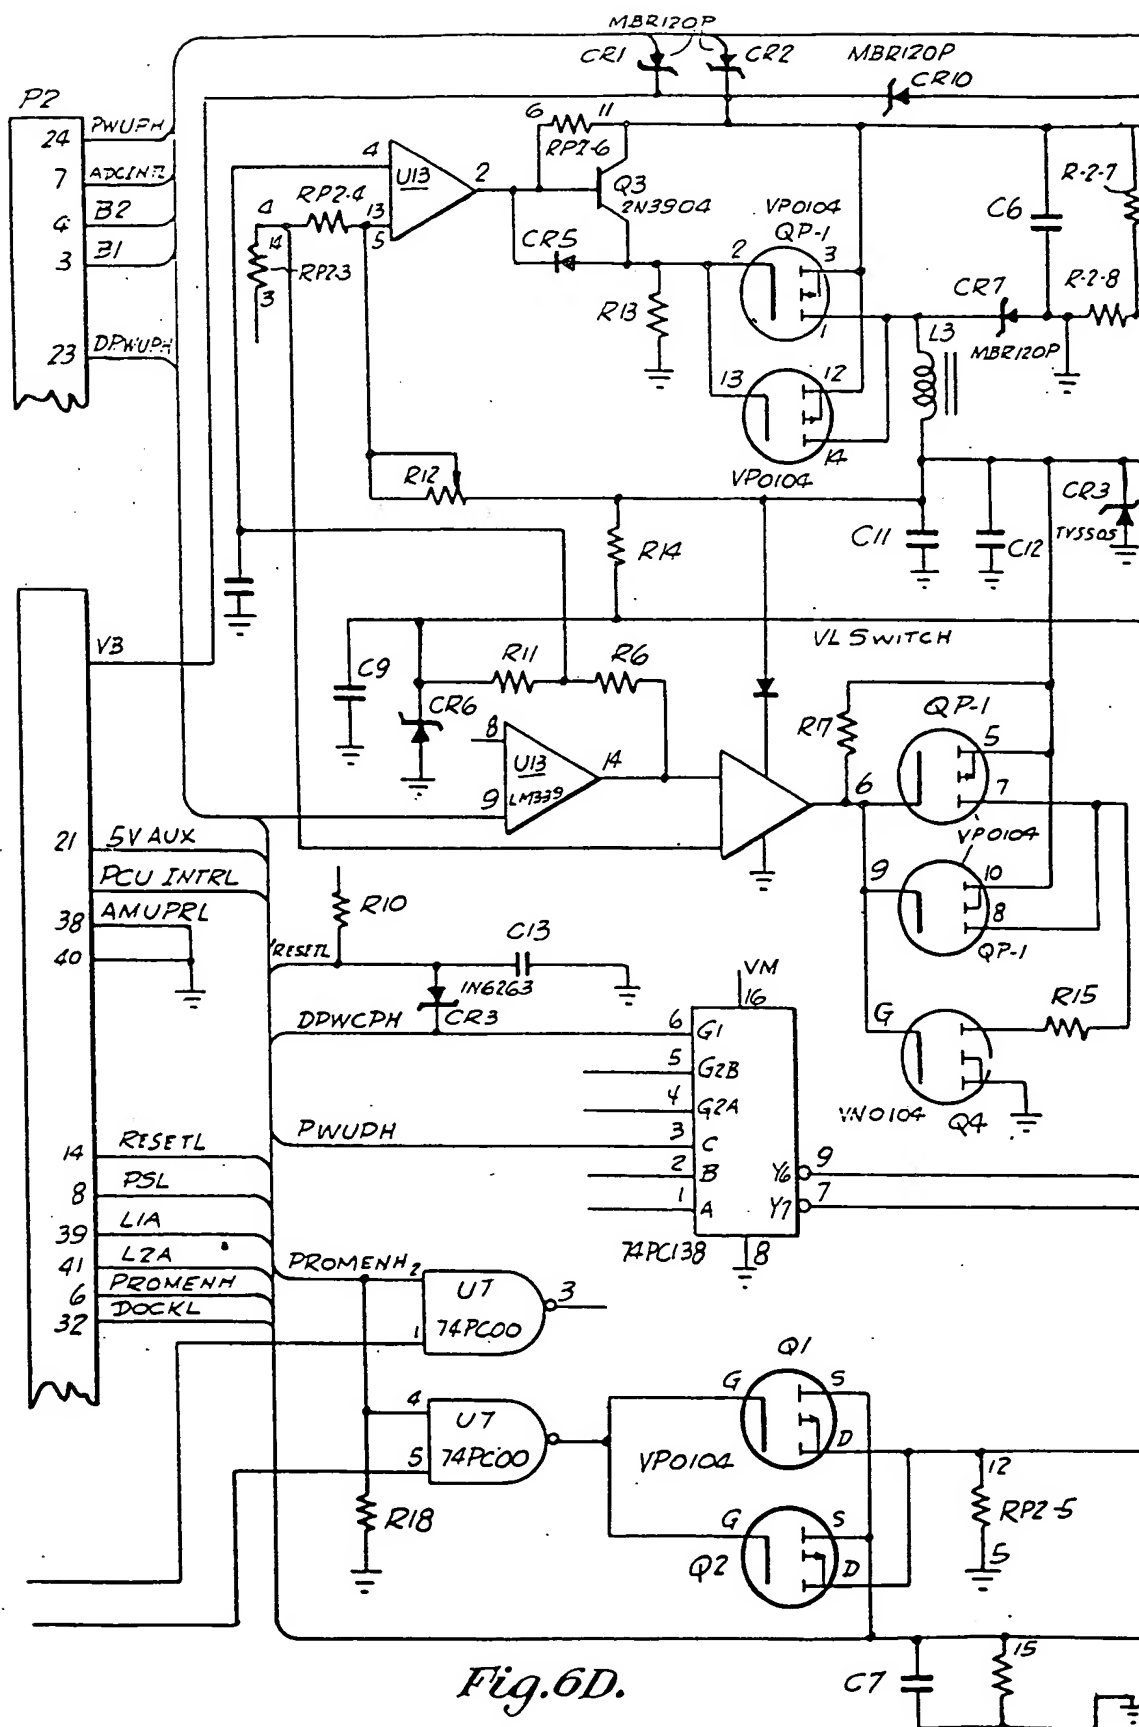 MBR120P
CR1
CR2
MBR120P
CR10
P2
24 PWUPH
7 ADCINTL
4 B2
3 B1
23 DPWUPH
6
11
RP2-6
4
U13
2
RP2-4
13
5
4
14
RP23
3
Q3
2N3904
CR5
R13
VP0104
QP-1
2
3
1
13
12
14
VP0104
C6
R-2-7
CR7
R-2-8
MBR120P
L3
R12
R14
C11
C12
CR3
TVS505
V3
VL SWITCH
C9
R11
R6
CR6
8
U13
LM339
9
14
R7
QP-1
5
6
7
VP0104
9
10
8
QP-1
R15
G
VN0104
Q4
21 5V AUX
PCU INTRL
38 AMUPRL
40
R10
RESETL
C13
1N6263
CR3
DPWCPH
VM
16
6 G1
5 G2B
4 G2A
PWUPH
3 C
2 B
1 A
Y6 9
Y7 7
74PC138
8
14 RESETL
8 PSL
39 L1A
41 L2A
6 PROMENH
32 DOCKL
PROMENH 2
U7
3
74PC00
1
4
U7
5
74PC00
R18
Q1
G
S
D
VP0104
G
S
D
Q2
12
RP2-5
5
15
C7
Fig.6D.